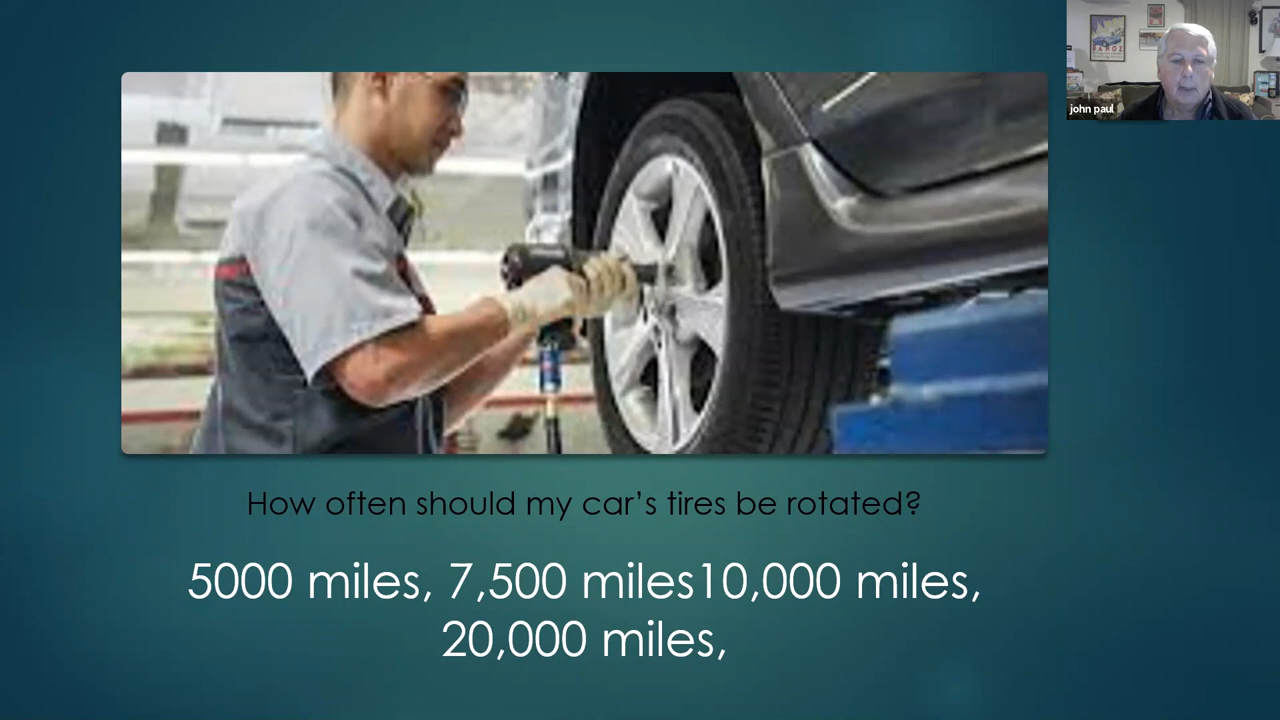 john paul
How often should my car’s tires be rotated?
5000 miles, 7,500 miles10,000 miles,
20,000 miles,